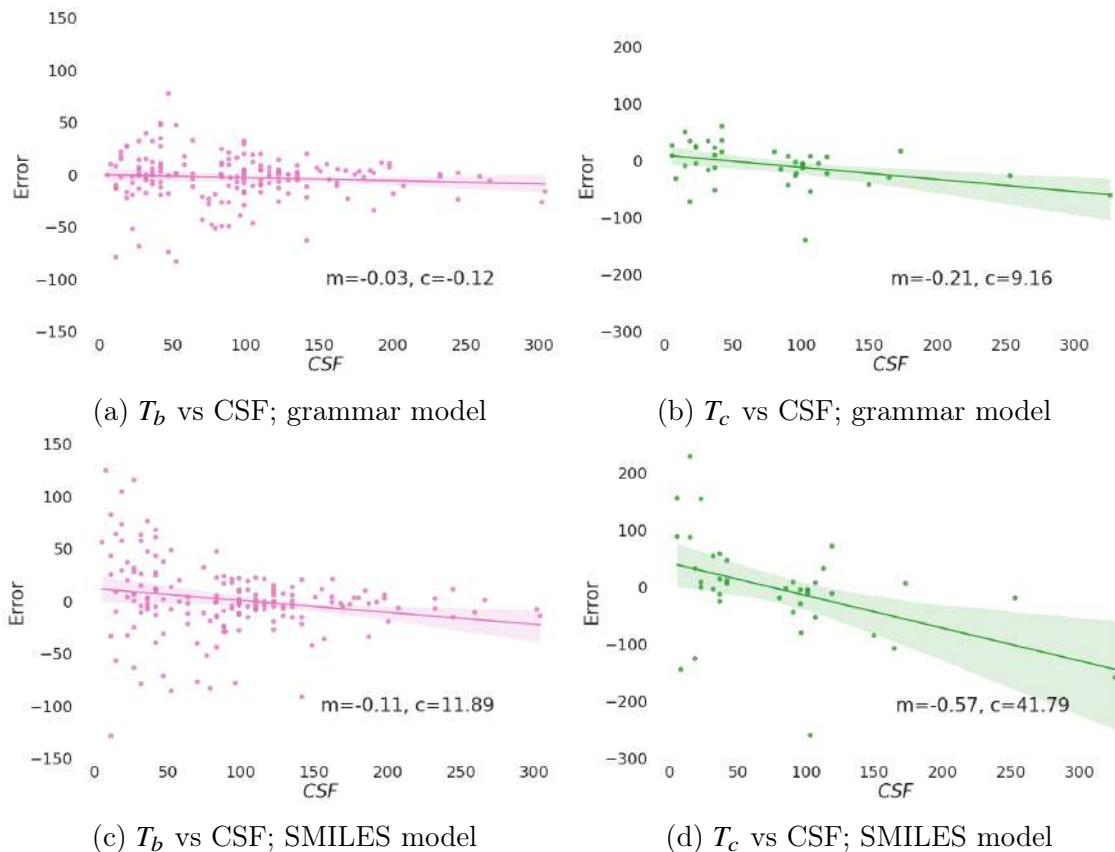 150
100
50
0
−50
−100
−150
Error
m=-0.03, c=-0.12
0 50 100 150 200 250 300
CSF
(a) T_b vs CSF; grammar model
200
100
0
−100
−200
−300
Error
m=-0.21, c=9.16
0 50 100 150 200 250 300
CSF
(b) T_c vs CSF; grammar model
150
100
50
0
−50
−100
−150
Error
m=-0.11, c=11.89
0 50 100 150 200 250 300
CSF
(c) T_b vs CSF; SMILES model
200
100
0
−100
−200
−300
Error
m=-0.57, c=41.79
0 50 100 150 200 250 300
CSF
(d) T_c vs CSF; SMILES model